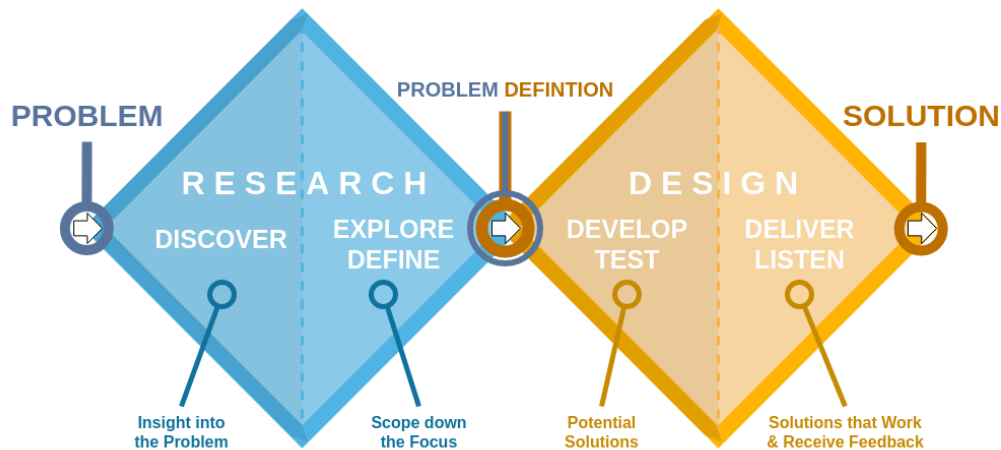 PROBLEM DEFINTION
PROBLEM
SOLUTION
RESEARCH
DESIGN
DISCOVER
EXPLORE
DEFINE
DEVELOP
TEST
DELIVER
LISTEN
Insight into
the Problem
Scope down
the Focus
Potential
Solutions
Solutions that Work
& Receive Feedback